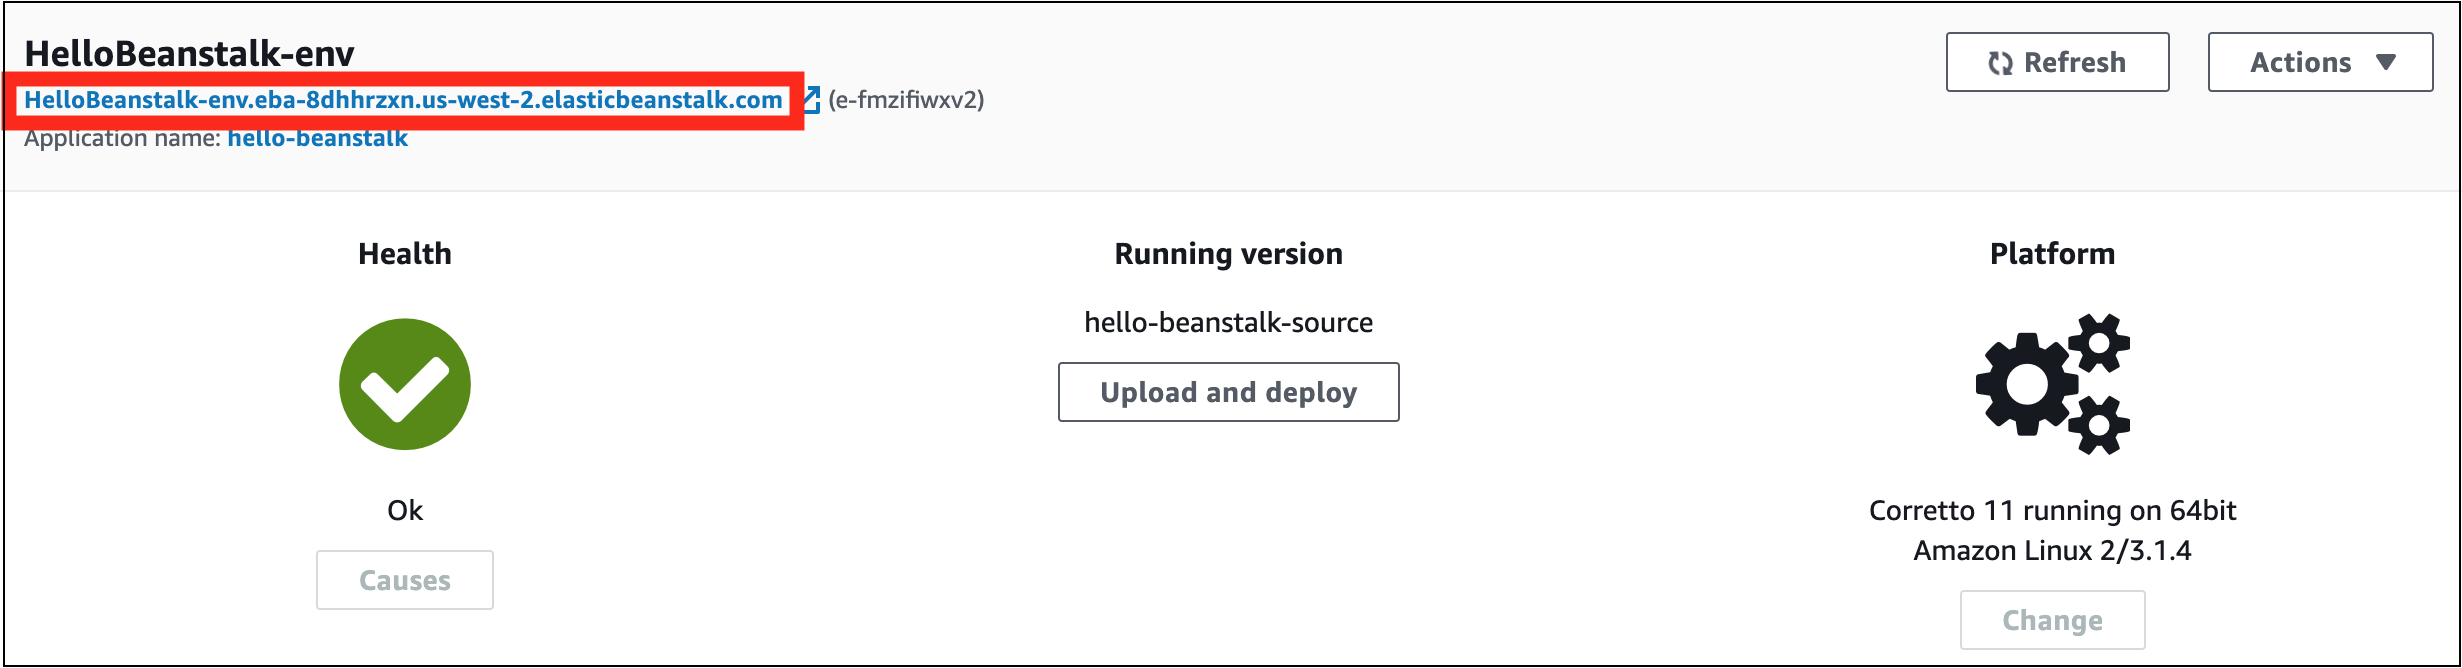 HelloBeanstalk-env
Refresh
Actions
HelloBeanstalk-env.eba-8dhhrzxn.us-west-2.elasticbeanstalk.com (e-fmzifiwxv2)
Application name: hello-beanstalk
Health
Running version
Platform
hello-beanstalk-source
Upload and deploy
Ok
Causes
Corretto 11 running on 64bit
Amazon Linux 2/3.1.4
Change